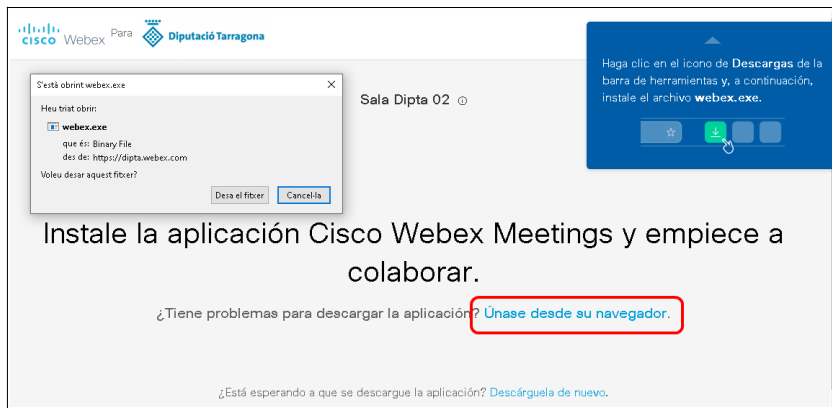 CISCO Webex Para Diputació Tarragona
S'està obrint webex.exe
Heu triat obrir:
webex.exe
que és: Binary File
des de: https://dipta.webex.com
Voleu desar aquest fitxer?
Desa el fitxer Cancel·la
Sala Dipta 02
Haga clic en el icono de Descargas de la
barra de herramientas y, a continuación,
instale el archivo webex.exe.
Instale la aplicación Cisco Webex Meetings y empiece a
colaborar.
¿Tiene problemas para descargar la aplicación? Únase desde su navegador.
¿Está esperando a que se descargue la aplicación? Descárguela de nuevo.